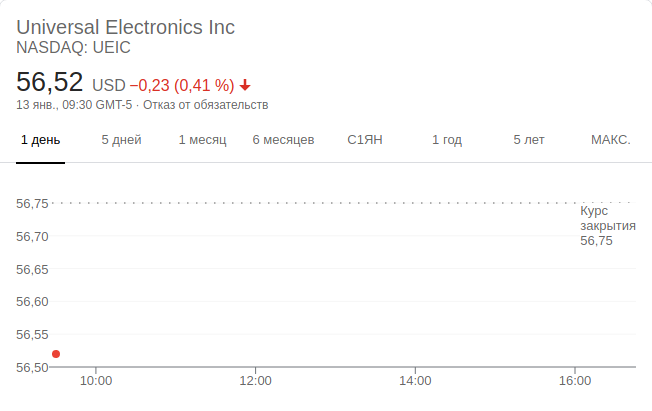 Universal Electronics Inc
NASDAQ: UEIC
56,52 USD −0,23 (0,41 %)
13 янв., 09:30 GMT-5 · Отказ от обязательств
1 день 5 дней 1 месяц 6 месяцев С1ЯН 1 год 5 лет МАКС.
56,75
Курс
закрытия
56,75
56,70
56,65
56,60
56,55
56,50
10:00 12:00 14:00 16:00